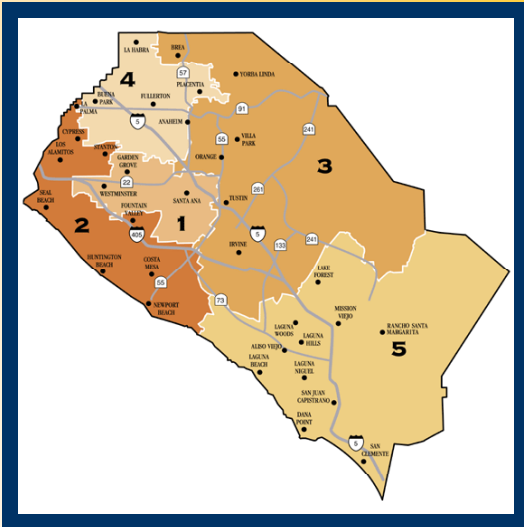 LA HABRA
BREA
4
57
YORBA LINDA
PLACENTIA
BUENA
PARK
FULLERTON
LA
PALMA
91
5
ANAHEIM
241
CYPRESS
55
VILLA
PARK
LOS
ALAMITOS
STANTON
GARDEN
GROVE
ORANGE
3
22
261
SEAL
BEACH
WESTMINSTER
SANTA ANA
TUSTIN
FOUNTAIN
VALLEY
2
1
405
5
133
241
IRVINE
HUNTINGTON
BEACH
COSTA
MESA
LAKE
FOREST
55
73
NEWPORT
BEACH
MISSION
VIEJO
LAGUNA
WOODS
RANCHO SANTA
MARGARITA
LAGUNA
HILLS
5
ALISO VIEJO
LAGUNA
BEACH
LAGUNA
NIGUEL
SAN JUAN
CAPISTRANO
DANA
POINT
5
SAN
CLEMENTE